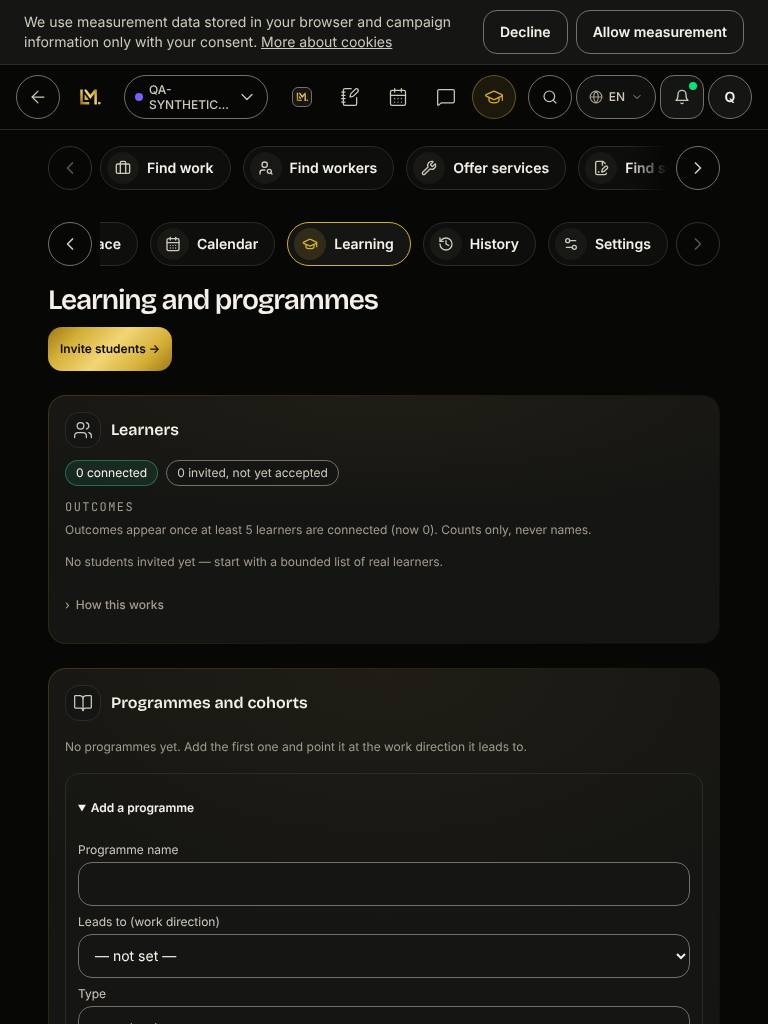 We use measurement data stored in your browser and campaign
information only with your consent. More about cookies
Decline
Allow measurement
LM.
QA-
SYNTHETIC...
LM.
EN
Q
Find work
Find workers
Offer services
Find s
ace
Calendar
Learning
History
Settings
Learning and programmes
Invite students →
Learners
0 connected
0 invited, not yet accepted
OUTCOMES
Outcomes appear once at least 5 learners are connected (now 0). Counts only, never names.
No students invited yet — start with a bounded list of real learners.
› How this works
Programmes and cohorts
No programmes yet. Add the first one and point it at the work direction it leads to.
▼ Add a programme
Programme name
Leads to (work direction)
— not set —
Type